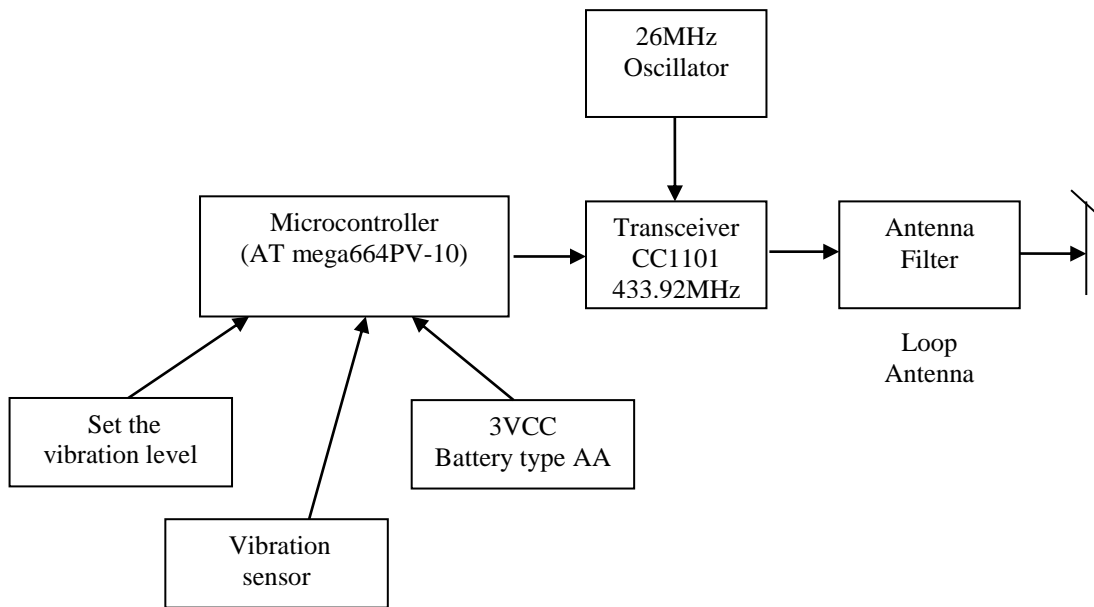 26MHz
Oscillator
Microcontroller
(AT mega664PV-10)
Transceiver
CC1101
433.92MHz
Antenna
Filter
Loop
Antenna
Set the
vibration level
3VCC
Battery type AA
Vibration
sensor